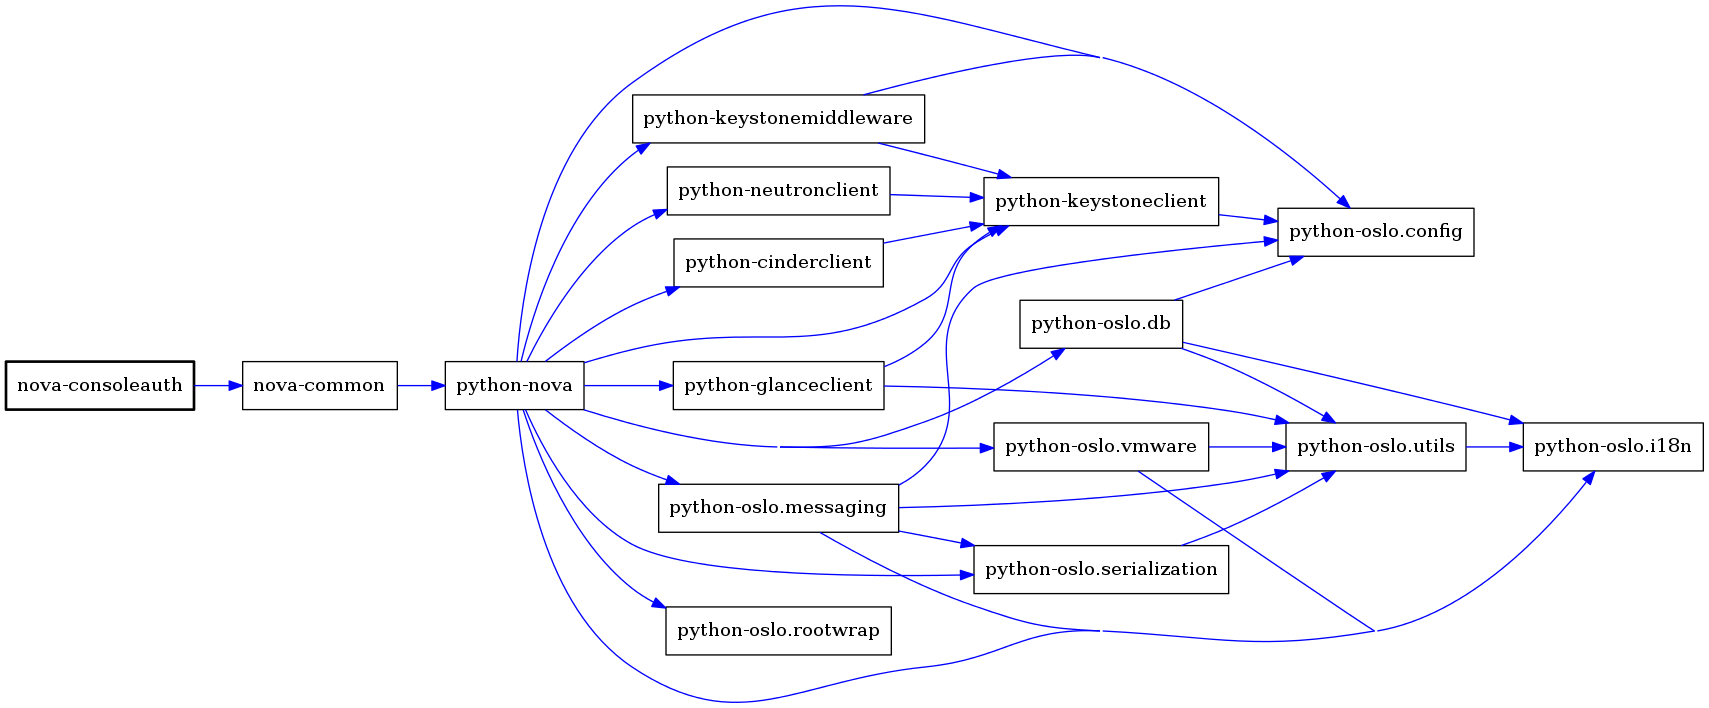 nova-consoleauth
nova-common
python-nova
python-keystonemiddleware
python-neutronclient
python-cinderclient
python-glanceclient
python-oslo.messaging
python-oslo.rootwrap
python-keystoneclient
python-oslo.db
python-oslo.vmware
python-oslo.serialization
python-oslo.config
python-oslo.utils
python-oslo.i18n